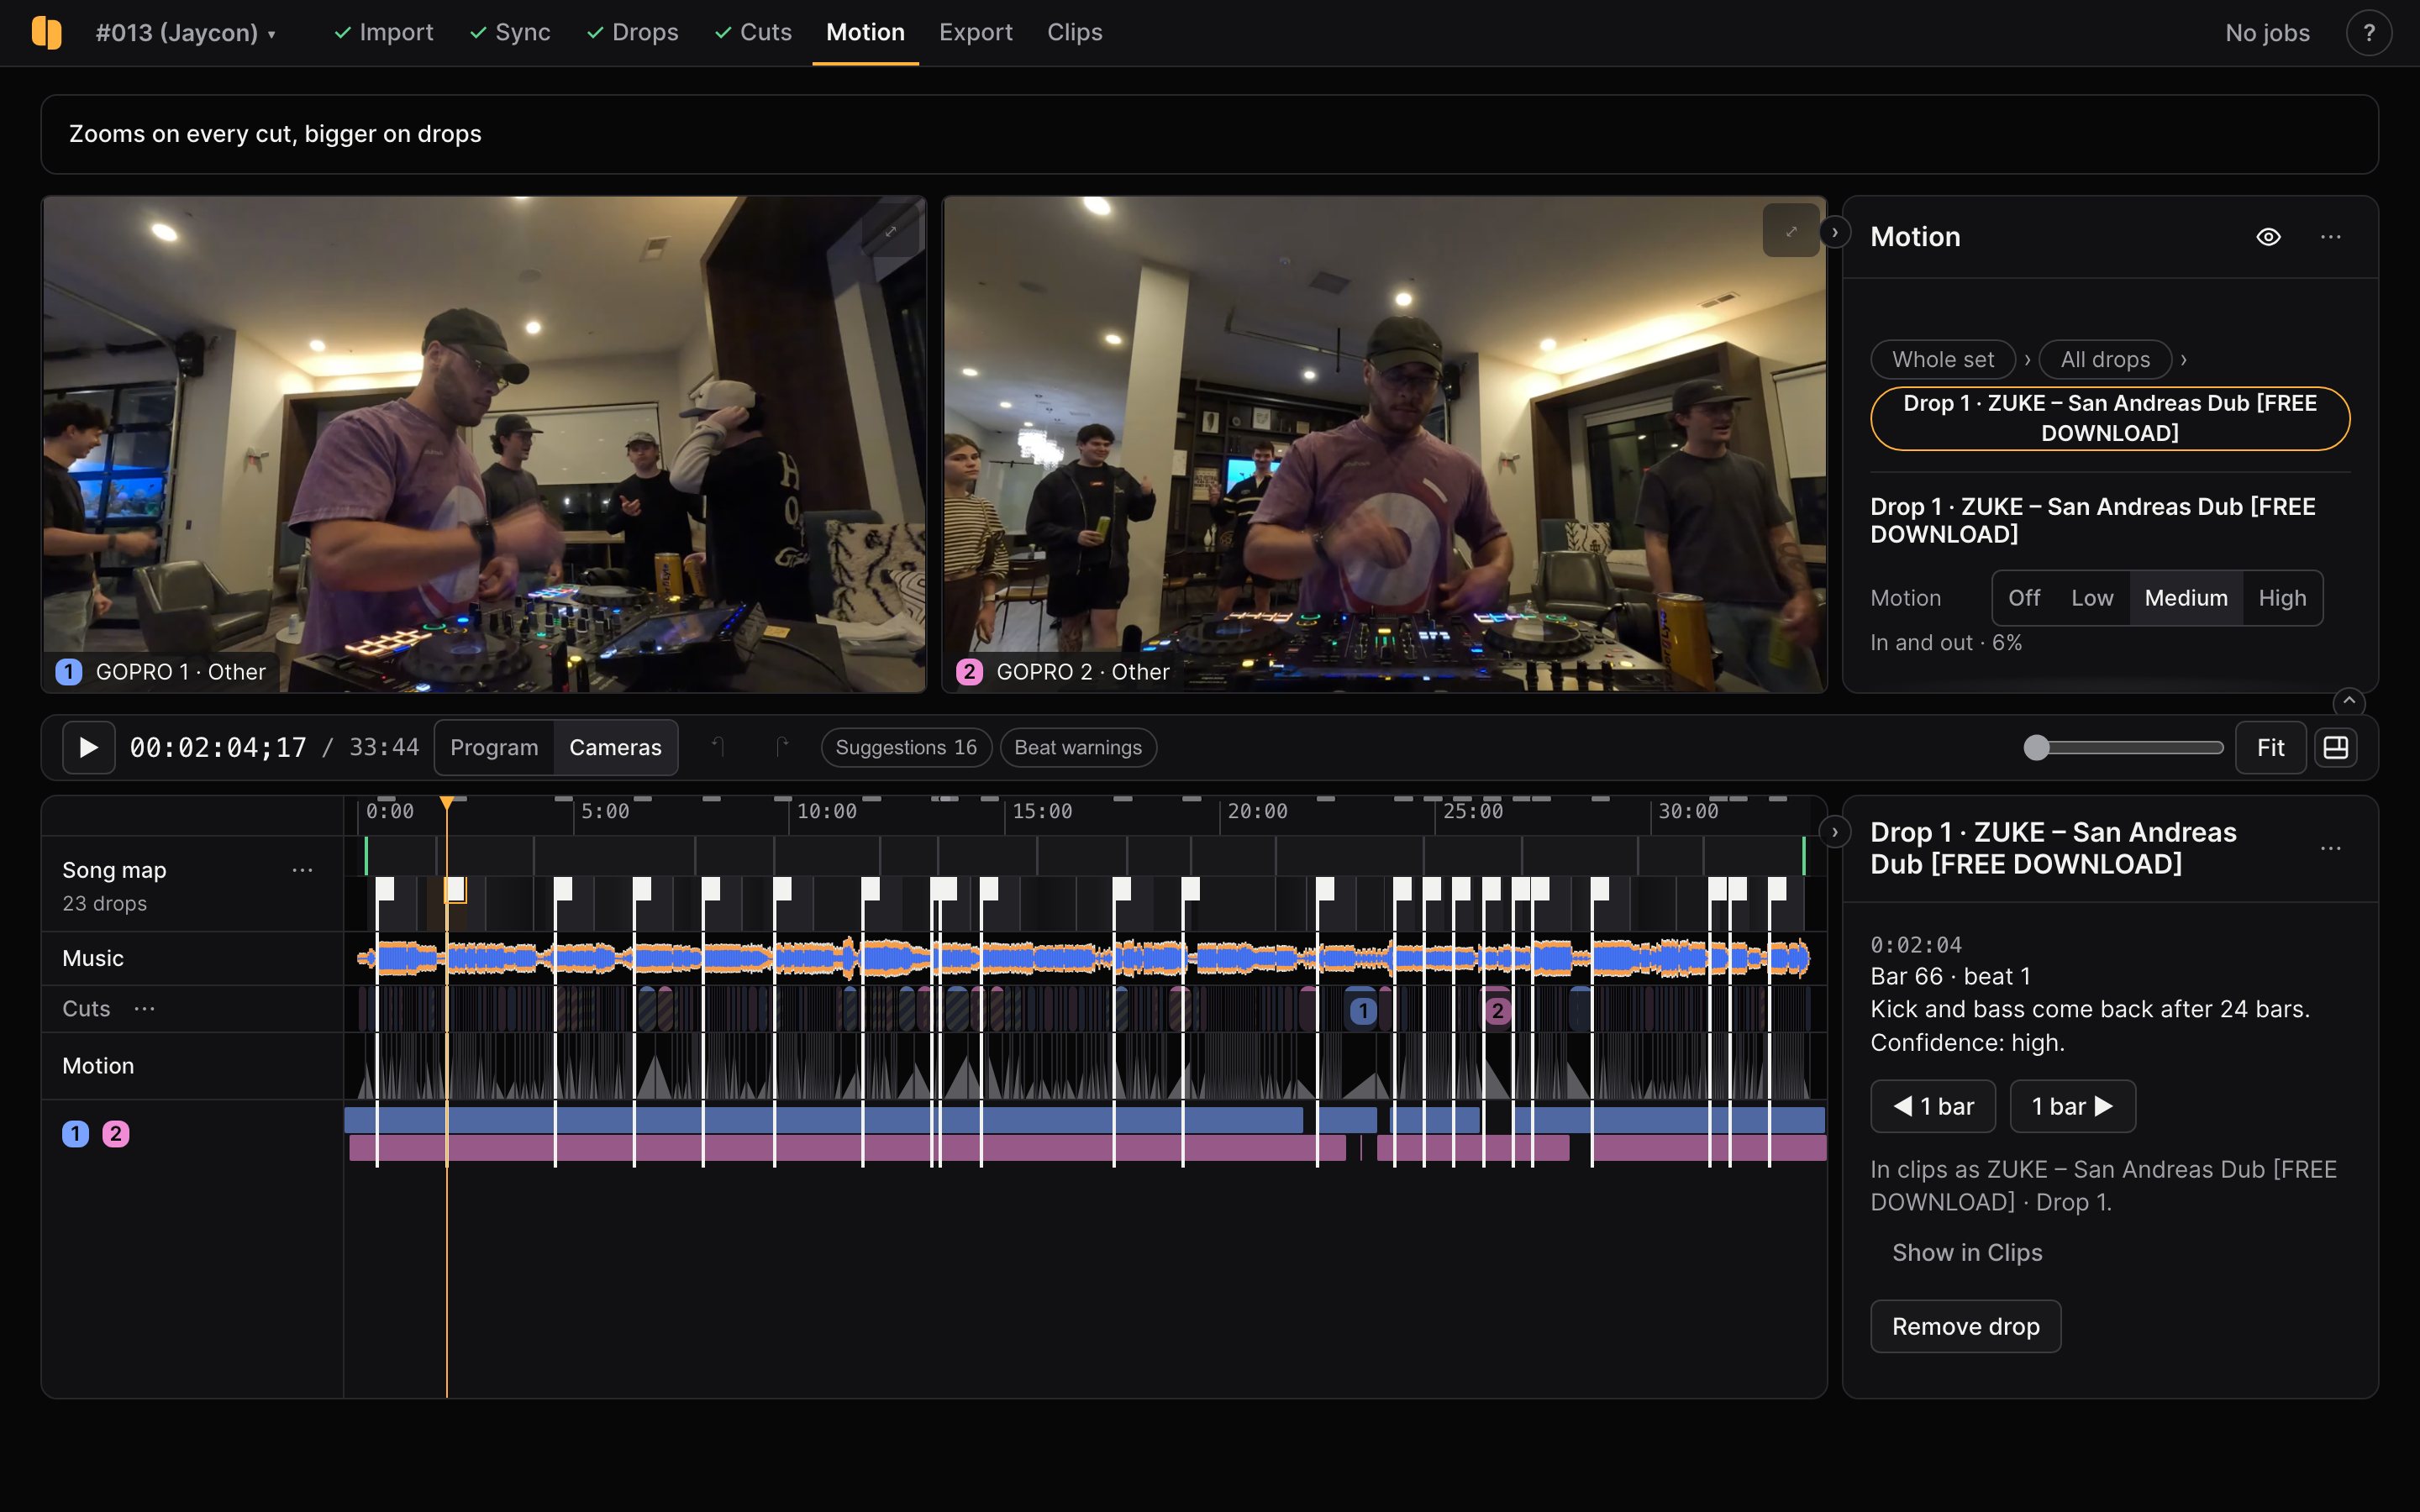 #013 (Jaycon) ▾
✓ Import
✓ Sync
✓ Drops
✓ Cuts
Motion
Export
Clips
No jobs
?
Zooms on every cut, bigger on drops
1 GOPRO 1 · Other
2 GOPRO 2 · Other
Motion
Whole set › All drops ›
Drop 1 · ZUKE – San Andreas Dub [FREE
DOWNLOAD]
Drop 1 · ZUKE – San Andreas Dub [FREE
DOWNLOAD]
Motion Off Low Medium High
In and out · 6%
00:02:04;17 / 33:44
Program Cameras
Suggestions 16
Beat warnings
Fit
0:00 5:00 10:00 15:00 20:00 25:00 30:00
Song map ···
23 drops
Music
Cuts ···
1 2
Motion
1 2
Drop 1 · ZUKE – San Andreas
Dub [FREE DOWNLOAD]
0:02:04
Bar 66 · beat 1
Kick and bass come back after 24 bars.
Confidence: high.
◀ 1 bar 1 bar ▶
In clips as ZUKE – San Andreas Dub [FREE
DOWNLOAD] · Drop 1.
Show in Clips
Remove drop